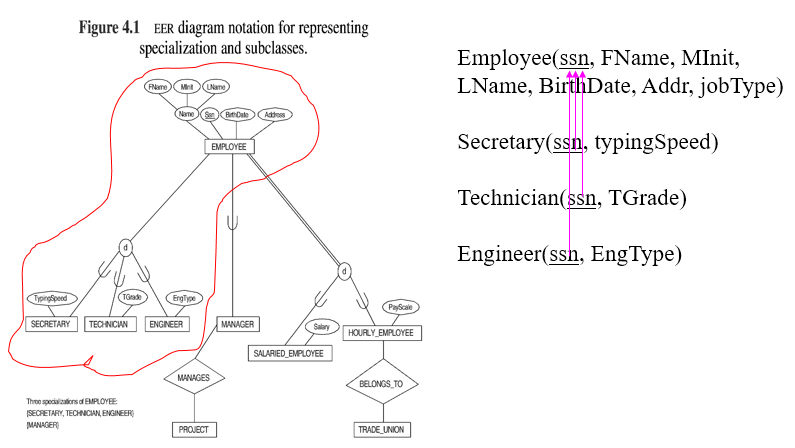 Figure 4.1 EER diagram notation for representing
specialization and subclasses.
FName
Minit
LName
Name
Ssn
BirthDate
Address
EMPLOYEE
d
d
TypingSpeed
TGrade
EngType
SECRETARY
TECHNICIAN
ENGINEER
MANAGER
Salary
PayScale
SALARIED_EMPLOYEE
HOURLY_EMPLOYEE
MANAGES
BELONGS_TO
PROJECT
TRADE_UNION
Three specializations of EMPLOYEE:
{SECRETARY, TECHNICIAN, ENGINEER}
{MANAGER}
Employee(ssn, FName, MInit,
LName, BirthDate, Addr, jobType)
Secretary(ssn, typingSpeed)
Technician(ssn, TGrade)
Engineer(ssn, EngType)